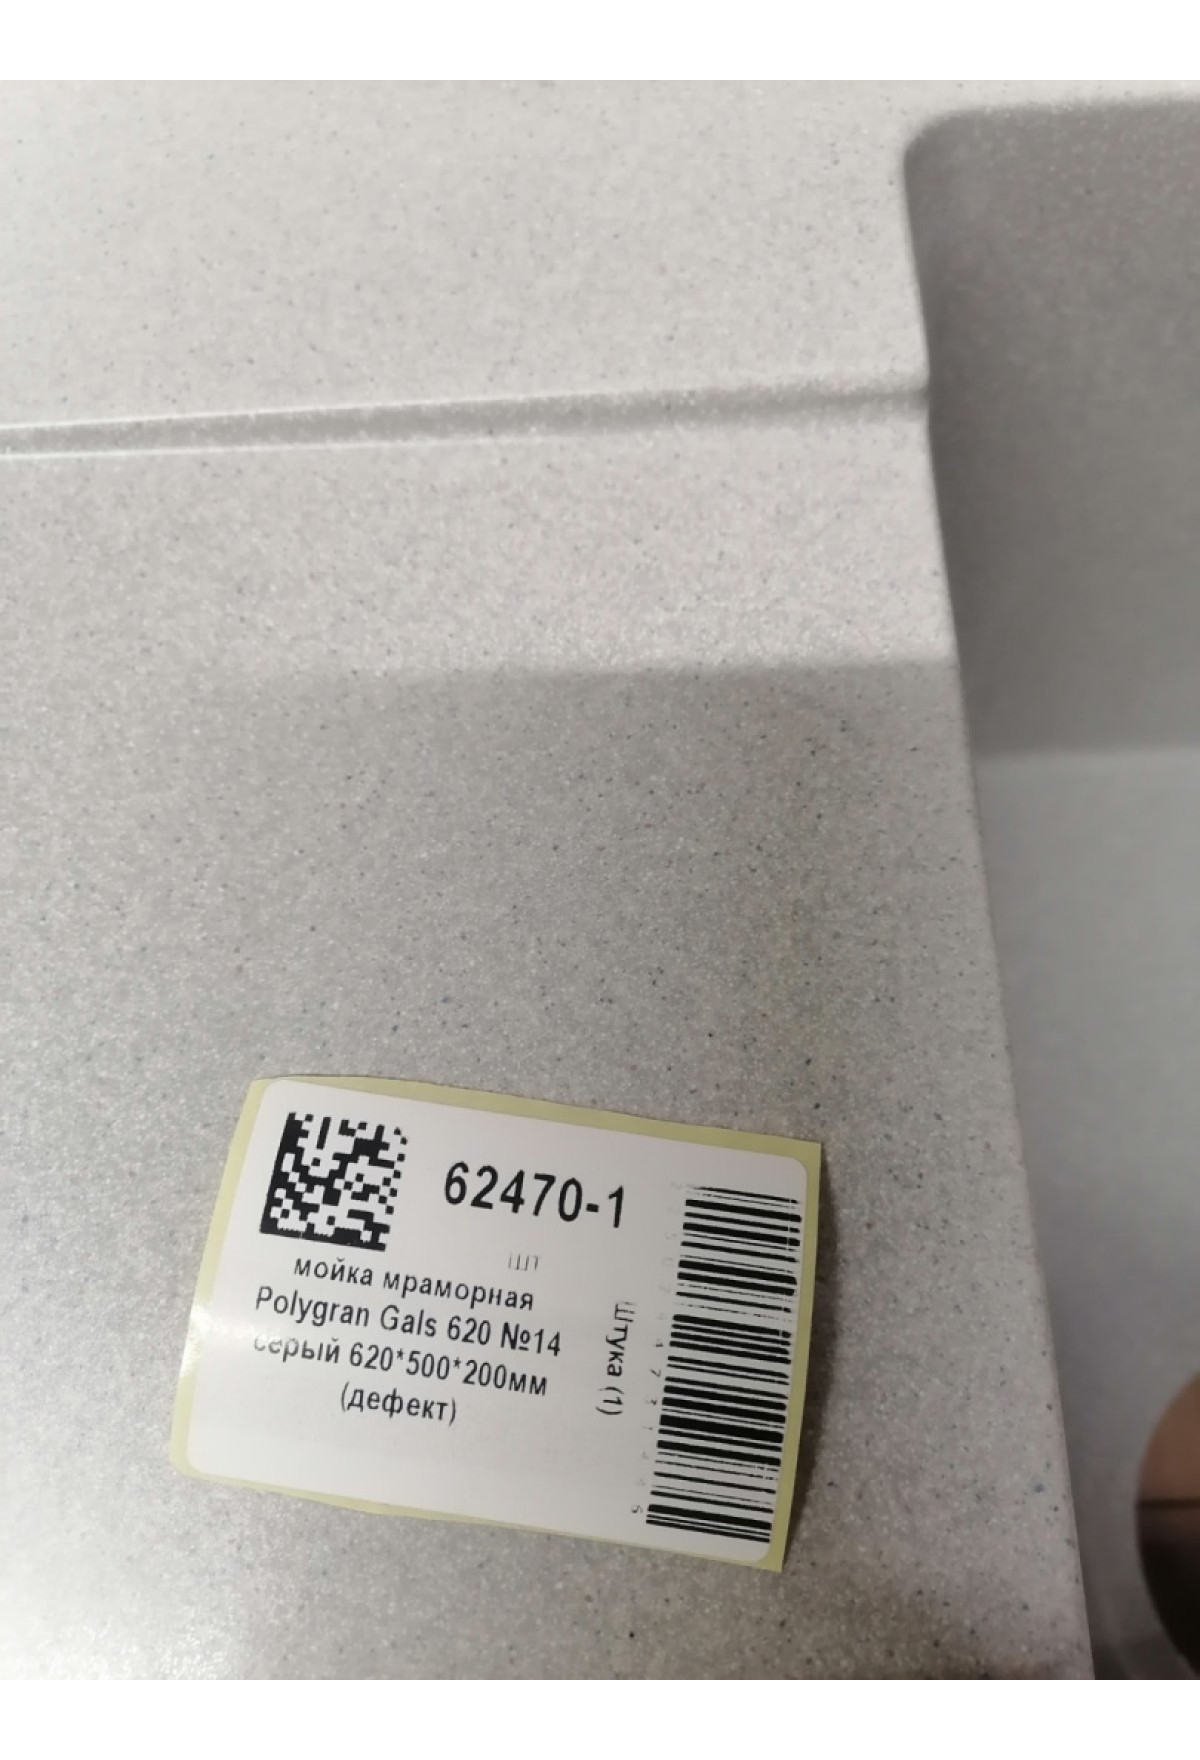 62470-1
шт
мойка мраморная
Polygran Gals 620 №14
серый 620*500*200мм
(дефект)
Штука (1)